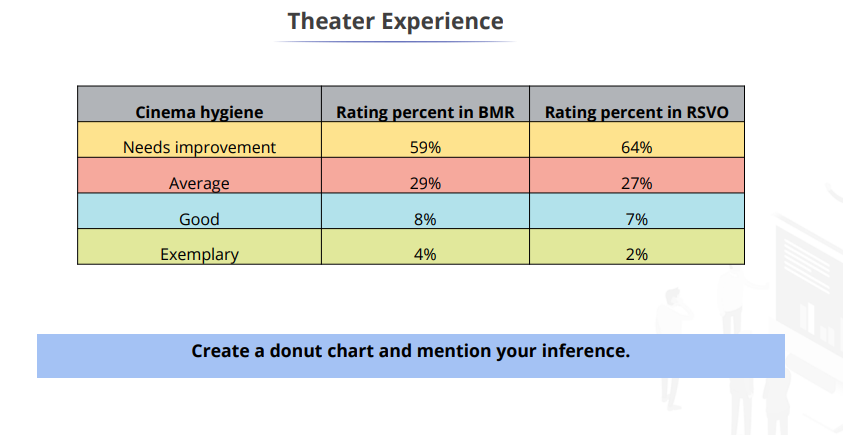 Theater Experience
Cinema hygiene Rating percent in BMR Rating percent in RSVO
Needs improvement 59% 64%
Average 29% 27%
Good 8% 7%
Exemplary 4% 2%
Create a donut chart and mention your inference.